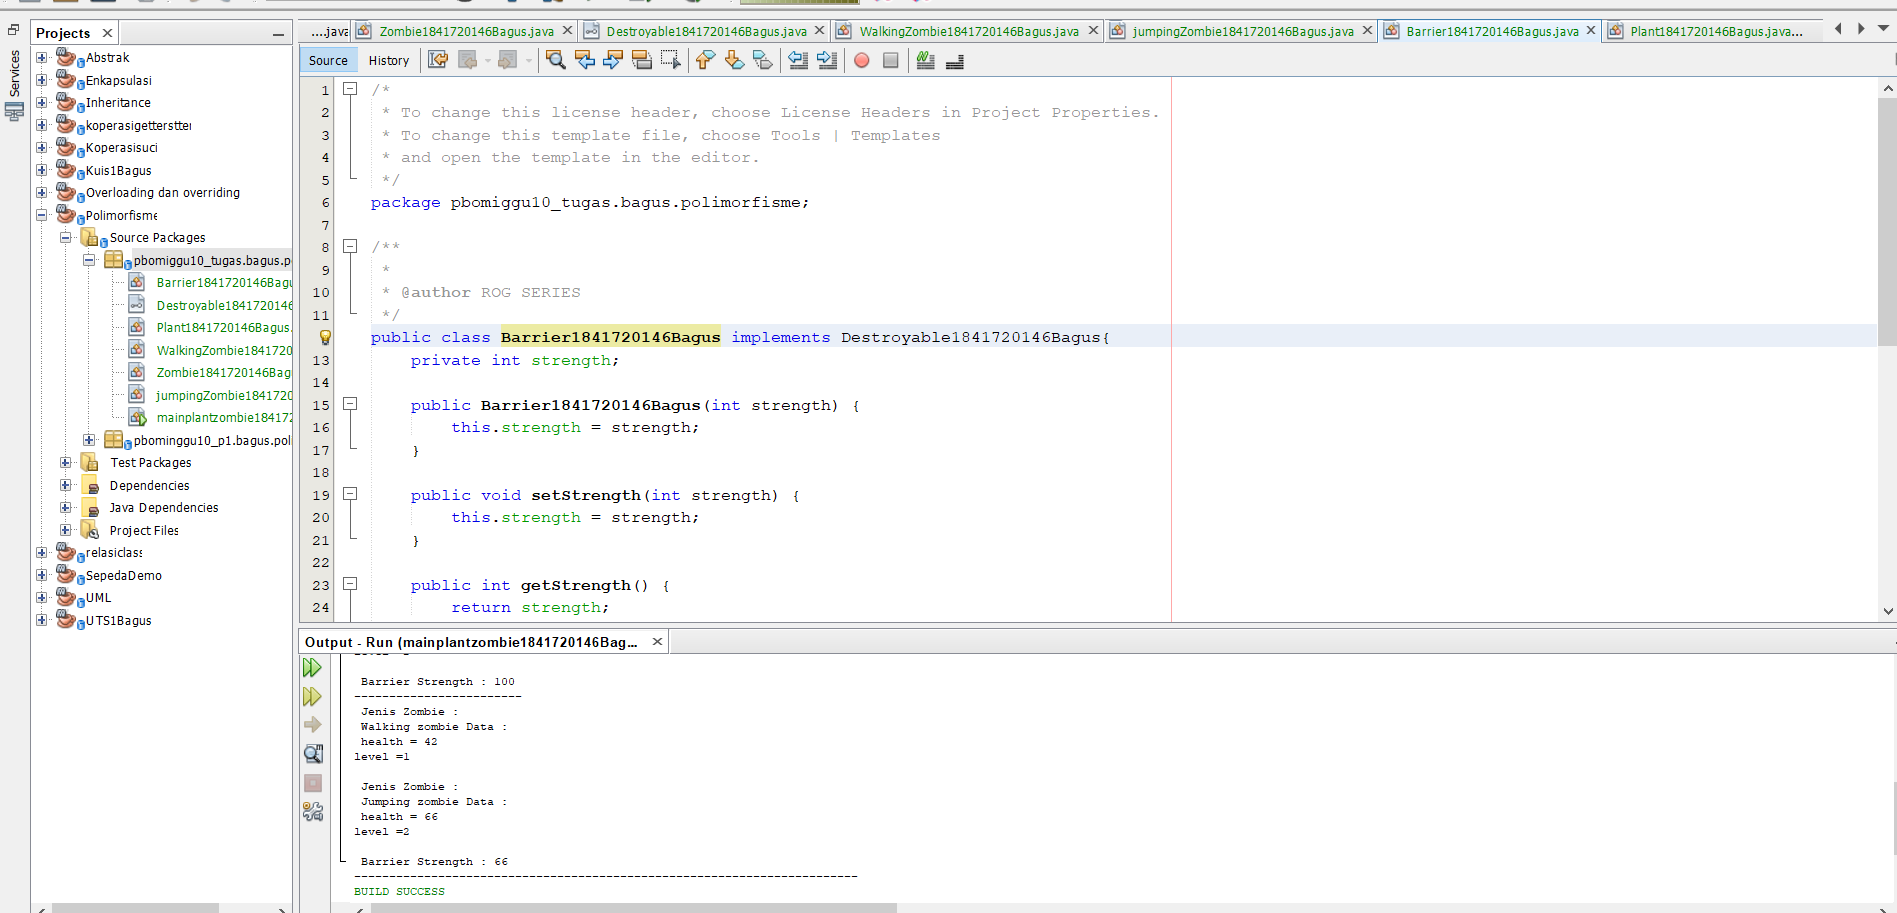 Services
Projects
Abstrak
Enkapsulasi
Inheritance
koperasigetterstter
Koperasisuci
Kuis1Bagus
Overloading dan overriding
Polimorfisme
Source Packages
pbomiggu10_tugas.bagus.p
Barrier1841720146Bagu
Destroyable1841720146
Plant1841720146Bagus.
WalkingZombie1841720
Zombie1841720146Bag
jumpingZombie1841720
mainplantzombie184172
pbominggu10_p1.bagus.pol
Test Packages
Dependencies
Java Dependencies
Project Files
relasiclass
SepedaDemo
UML
UTS1Bagus
....java Zombie1841720146Bagus.java Destroyable1841720146Bagus.java WalkingZombie1841720146Bagus.java jumpingZombie1841720146Bagus.java Barrier1841720146Bagus.java Plant1841720146Bagus.java...
Source History
1 /*
2 * To change this license header, choose License Headers in Project Properties.
3 * To change this template file, choose Tools | Templates
4 * and open the template in the editor.
5 */
6 package pbomiggu10_tugas.bagus.polimorfisme;
7
8 /**
9 *
10 * @author ROG SERIES
11 */
public class Barrier1841720146Bagus implements Destroyable1841720146Bagus{
13 private int strength;
14
15 public Barrier1841720146Bagus(int strength) {
16 this.strength = strength;
17 }
18
19 public void setStrength(int strength) {
20 this.strength = strength;
21 }
22
23 public int getStrength() {
24 return strength;
Output - Run (mainplantzombie1841720146Bag...
Barrier Strength : 100
------------------------
Jenis Zombie :
Walking zombie Data :
health = 42
level =1
Jenis Zombie :
Jumping zombie Data :
health = 66
level =2
Barrier Strength : 66
------------------------------------------------------------------------
BUILD SUCCESS